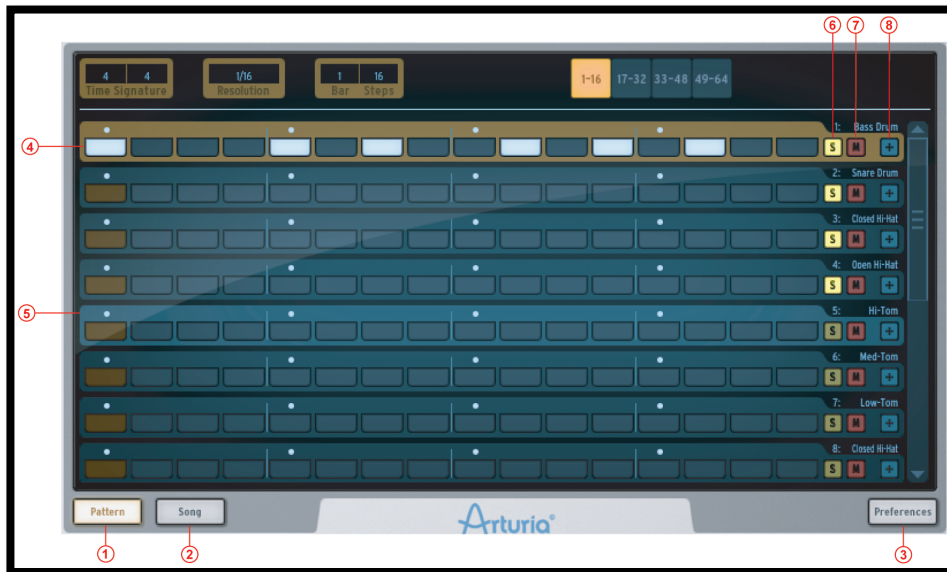 6 7 8
4 4 1/16 1 16 1-16 17-32 33-48 49-64
Time Signature Resolution Bar Steps
1: Bass Drum
4
S M +
2: Snare Drum
S M +
3: Closed Hi-Hat
S M +
4: Open Hi-Hat
S M +
5
5: Hi-Tom
S M +
6: Med-Tom
S M +
7: Low-Tom
S M +
8: Closed Hi-Hat
S M +
Pattern Song Arturia® Preferences
1 2 3